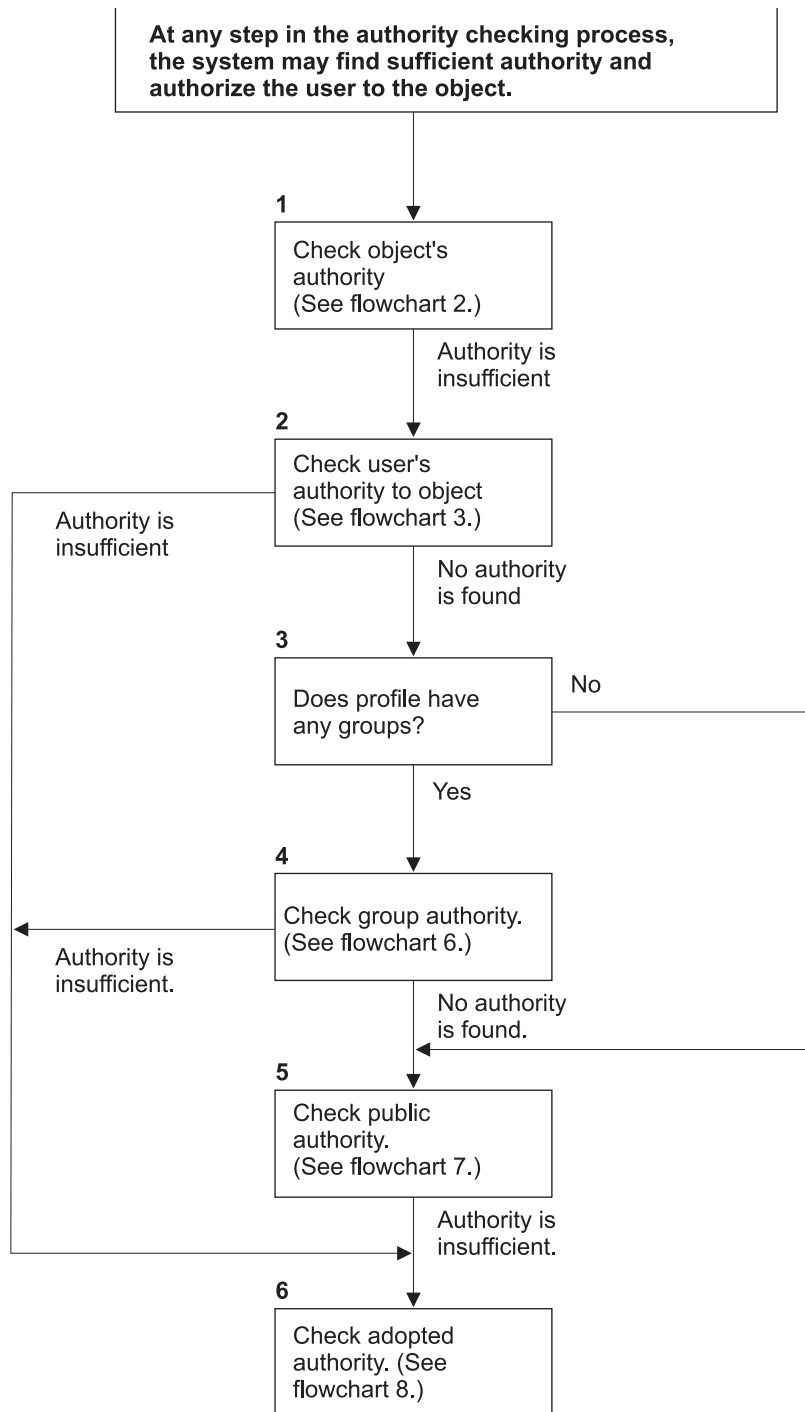 At any step in the authority checking process,
the system may find sufficient authority and
authorize the user to the object.
1
Check object's
authority
(See flowchart 2.)
Authority is
insufficient
2
Check user's
authority to object
(See flowchart 3.)
Authority is
insufficient
No authority
is found
3
Does profile have
any groups?
No
Yes
4
Check group authority.
(See flowchart 6.)
Authority is
insufficient.
No authority
is found.
5
Check public
authority.
(See flowchart 7.)
Authority is
insufficient.
6
Check adopted
authority. (See
flowchart 8.)